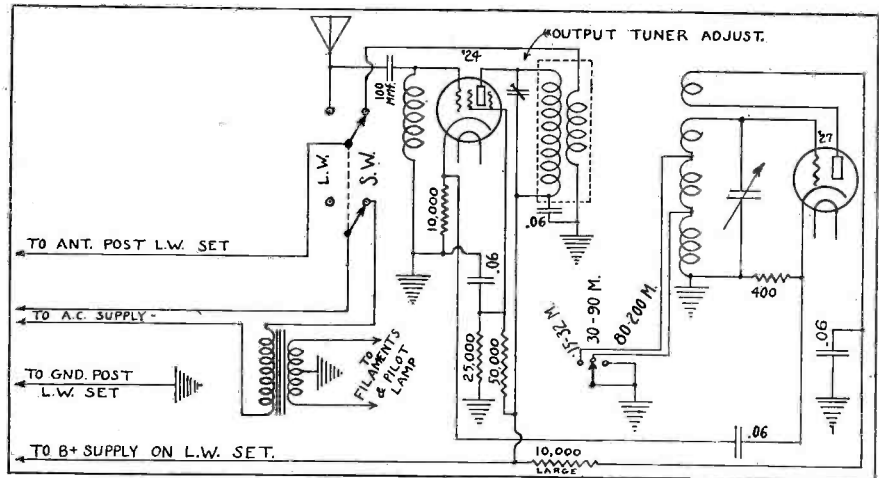 '24
OUTPUT TUNER ADJUST.
100
MMF.
'27
L.W.
S.W.
10,000
.06
.06
TO ANT. POST L.W. SET
400
.06
15-32 M.
30-90 M.
80-200 M.
TO A.C. SUPPLY-
TO
FILAMENTS
& PILOT
LAMP
25,000
50,000
TO GND. POST
L.W. SET
.06
TO B+ SUPPLY ON L.W. SET.
10,000
LARGE